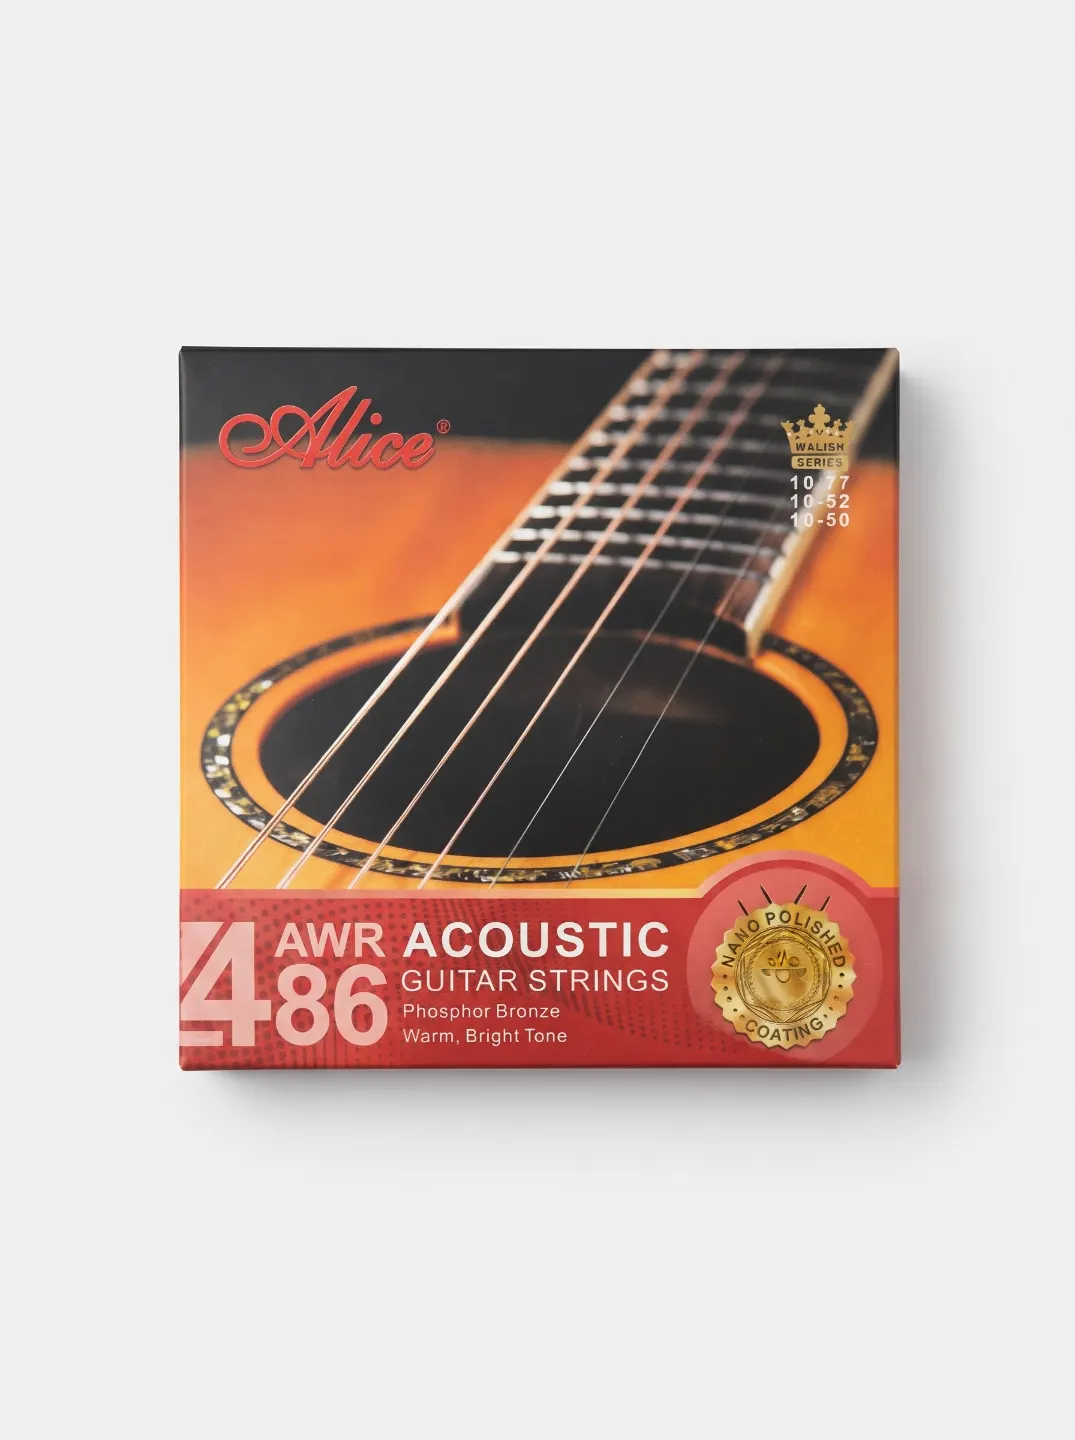 Alice®
WALISH
SERIES
10-77
10-52
10-50
486
AWR
ACOUSTIC
GUITAR STRINGS
Phosphor Bronze
Warm, Bright Tone
NANO POLISHED
COATING